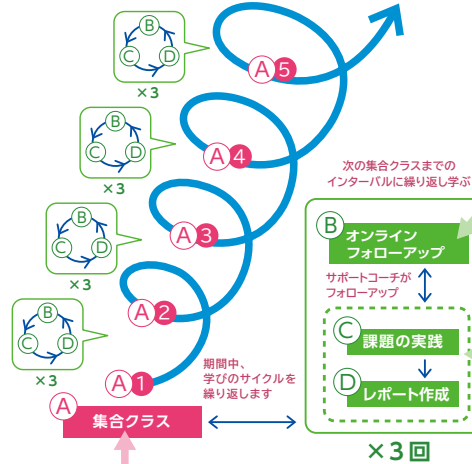 B
C D
×3
A5
B
C D
×3
A4
次の集合クラスまでの
インターバルに繰り返し学ぶ
B
C D
×3
A3
B
オンライン
フォローアップ
サポートコーチが
フォローアップ
B
C D
×3
A2
C
課題の実践
D
レポート作成
A1
期間中、
学びのサイクルを
繰り返します
A
集合クラス
×3回